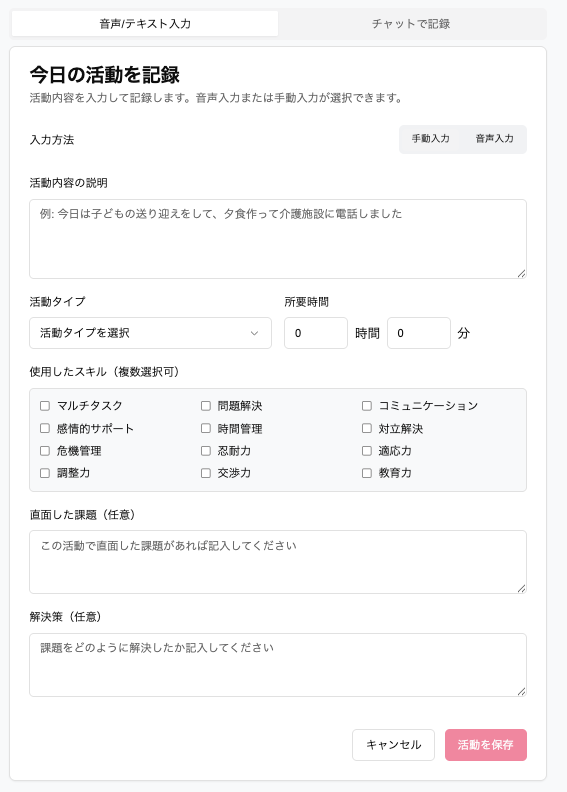 音声/テキスト入力 チャットで記録
今日の活動を記録
活動内容を入力して記録します。音声入力または手動入力が選択できます。
入力方法 手動入力 音声入力
活動内容の説明
例: 今日は子どもの送り迎えをして、夕食作って介護施設に電話しました
活動タイプ 所要時間
活動タイプを選択 0 時間 0 分
使用したスキル（複数選択可）
マルチタスク 問題解決 コミュニケーション
感情的サポート 時間管理 対立解決
危機管理 忍耐力 適応力
調整力 交渉力 教育力
直面した課題（任意）
この活動で直面した課題があれば記入してください
解決策（任意）
課題をどのように解決したか記入してください
キャンセル 活動を保存